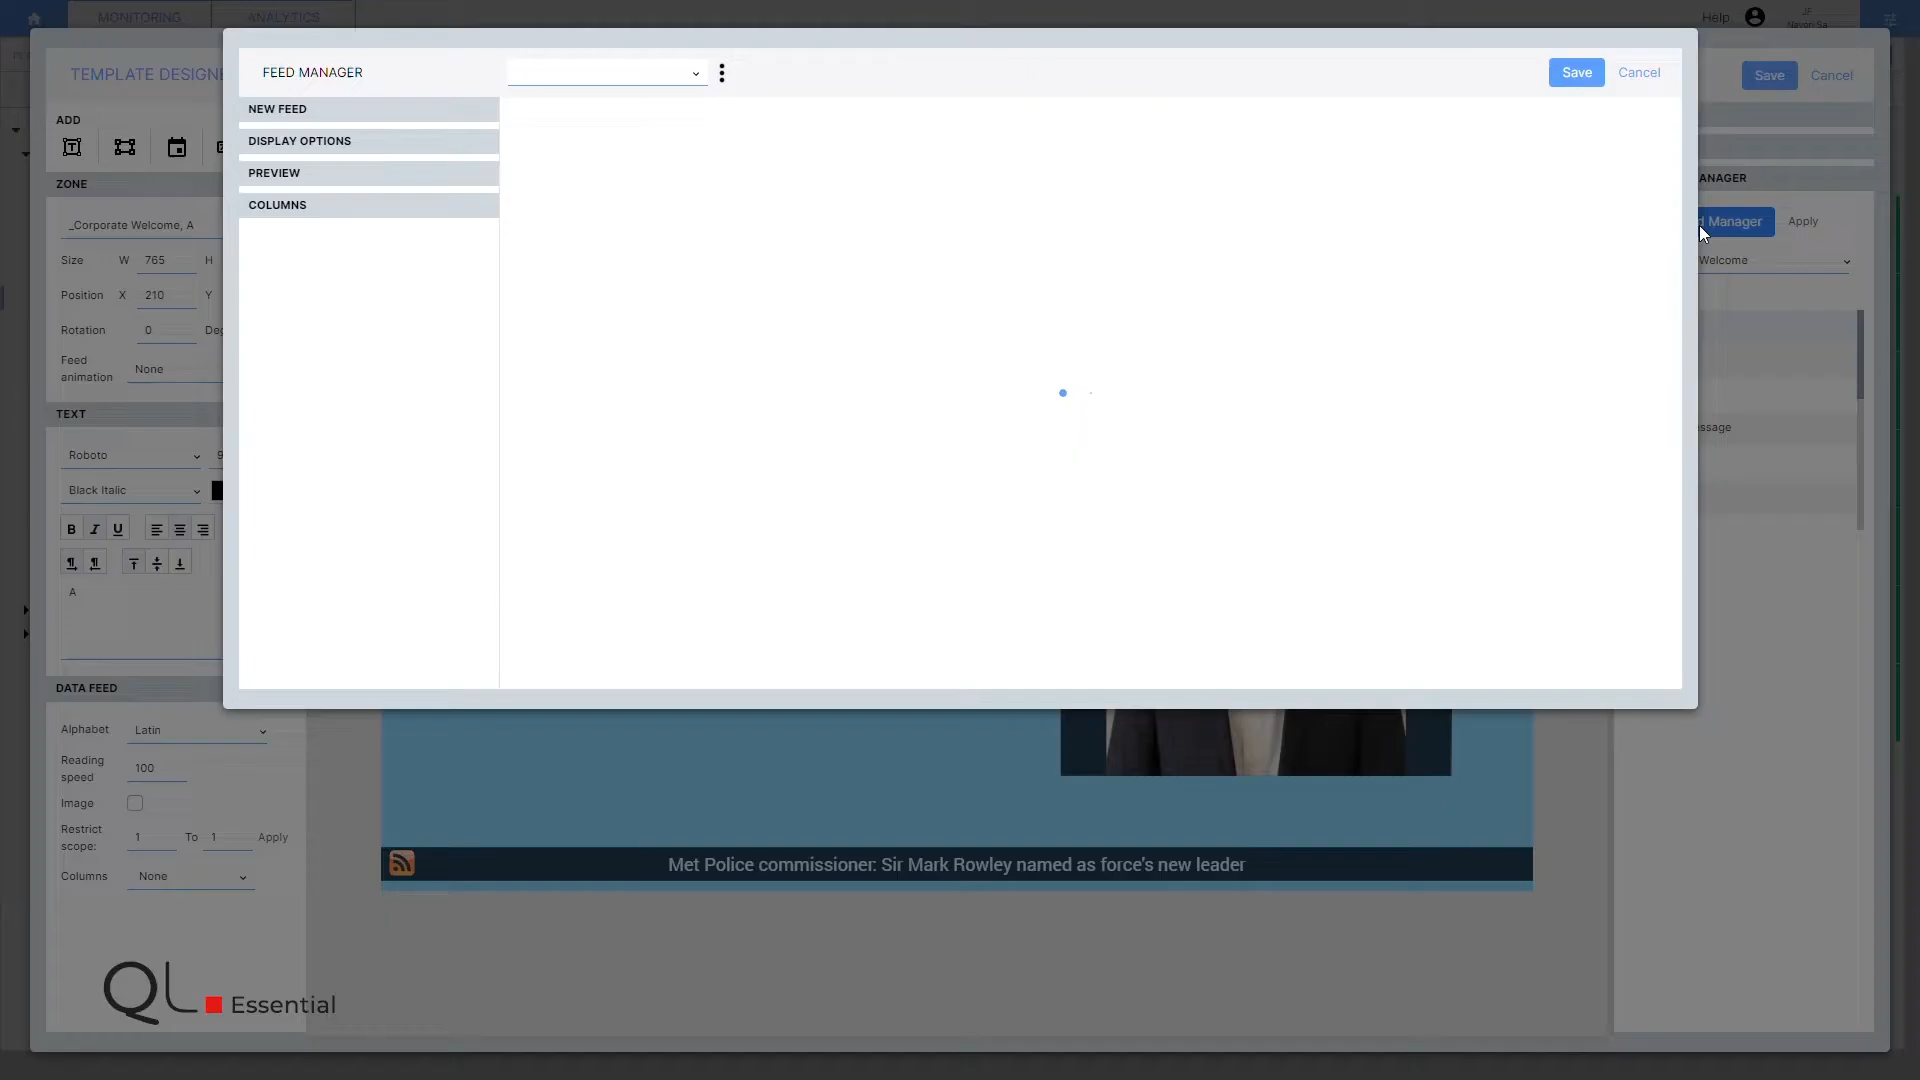 MONITORING
ANALYTICS
Help
JF
TEMPLATE DESIGNE
FEED MANAGER
Save
Cancel
Save
Cancel
NEW FEED
DISPLAY OPTIONS
PREVIEW
COLUMNS
ADD
ZONE
_Corporate Welcome, A
Size W 765 H
Position X 210 Y
Rotation 0 Deg
Feed
animation
None
TEXT
Roboto 9
Black Italic
B I U
A
DATA FEED
Alphabet Latin
Reading
speed
100
Image
Restrict
scope:
1 To 1 Apply
Columns None
ANAGER
d Manager Apply
Welcome
ssage
Met Police commissioner: Sir Mark Rowley named as force's new leader
QL Essential